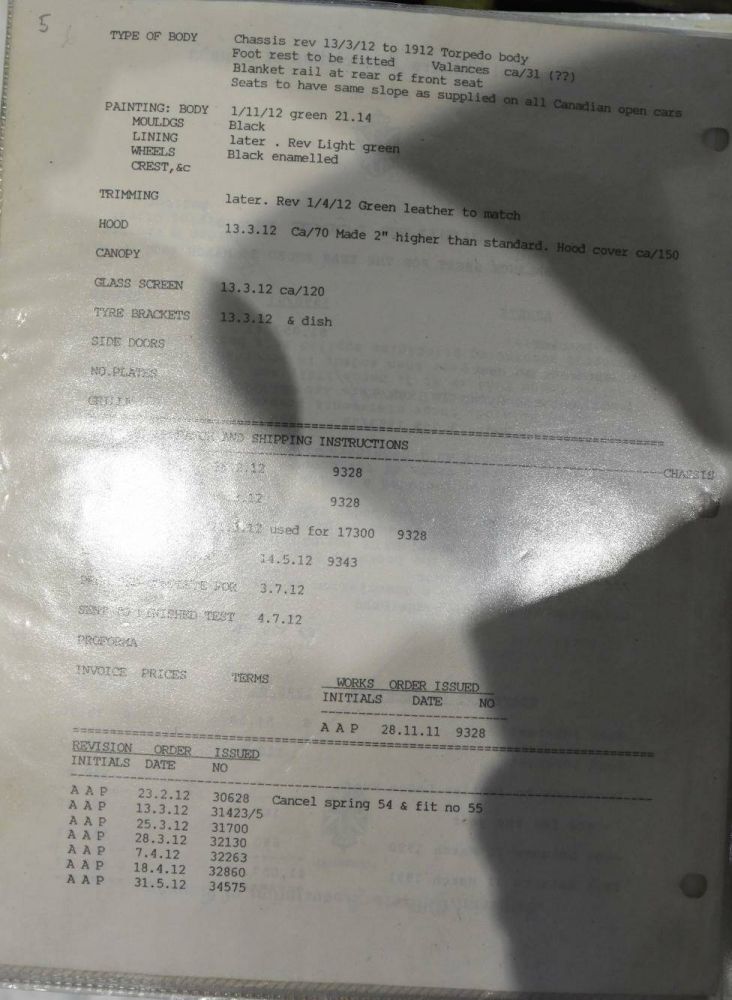 5
TYPE OF BODY Chassis rev 13/3/12 to 1912 Torpedo body
Foot rest to be fitted Valances ca/31 (??)
Blanket rail at rear of front seat
Seats to have same slope as supplied on all Canadian open cars
PAINTING: BODY 1/11/12 green 21.14
MOULDGS Black
LINING later . Rev Light green
WHEELS Black enamelled
CREST,&c
TRIMMING later. Rev 1/4/12 Green leather to match
HOOD 13.3.12 Ca/70 Made 2" higher than standard. Hood cover ca/150
CANOPY
GLASS SCREEN 13.3.12 ca/120
TYRE BRACKETS 13.3.12 & dish
SIDE DOORS
NO.PLATES
GRILLE
AND SHIPPING INSTRUCTIONS
.12 9328 CHASSIS
.12 9328
.12 used for 17300 9328
14.5.12 9343
FOR 3.7.12
SENT TO FINISHED TEST 4.7.12
PROFORMA
INVOICE PRICES TERMS
WORKS ORDER ISSUED
INITIALS DATE NO
A A P 28.11.11 9328
REVISION ORDER ISSUED
INITIALS DATE NO
A A P 23.2.12 30628 Cancel spring 54 & fit no 55
A A P 13.3.12 31423/5
A A P 25.3.12 31700
A A P 28.3.12 32130
A A P 7.4.12 32263
A A P 18.4.12 32860
A A P 31.5.12 34575